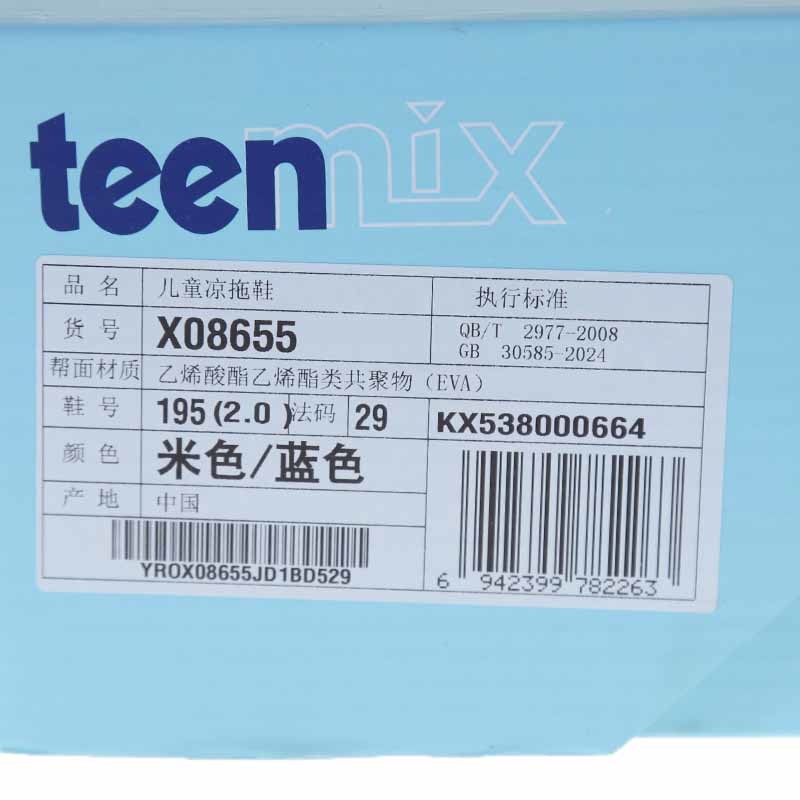 teenmix
品名 儿童凉拖鞋 执行标准
货号 X08655 QB/T 2977-2008
GB 30585-2024
帮面材质 乙烯酸酯乙烯酯类共聚物（EVA）
鞋号 195(2.0) 法码 29 KX538000664
颜色 米色/蓝色
产地 中国
YROX08655JD1BD529
6 942399 782263